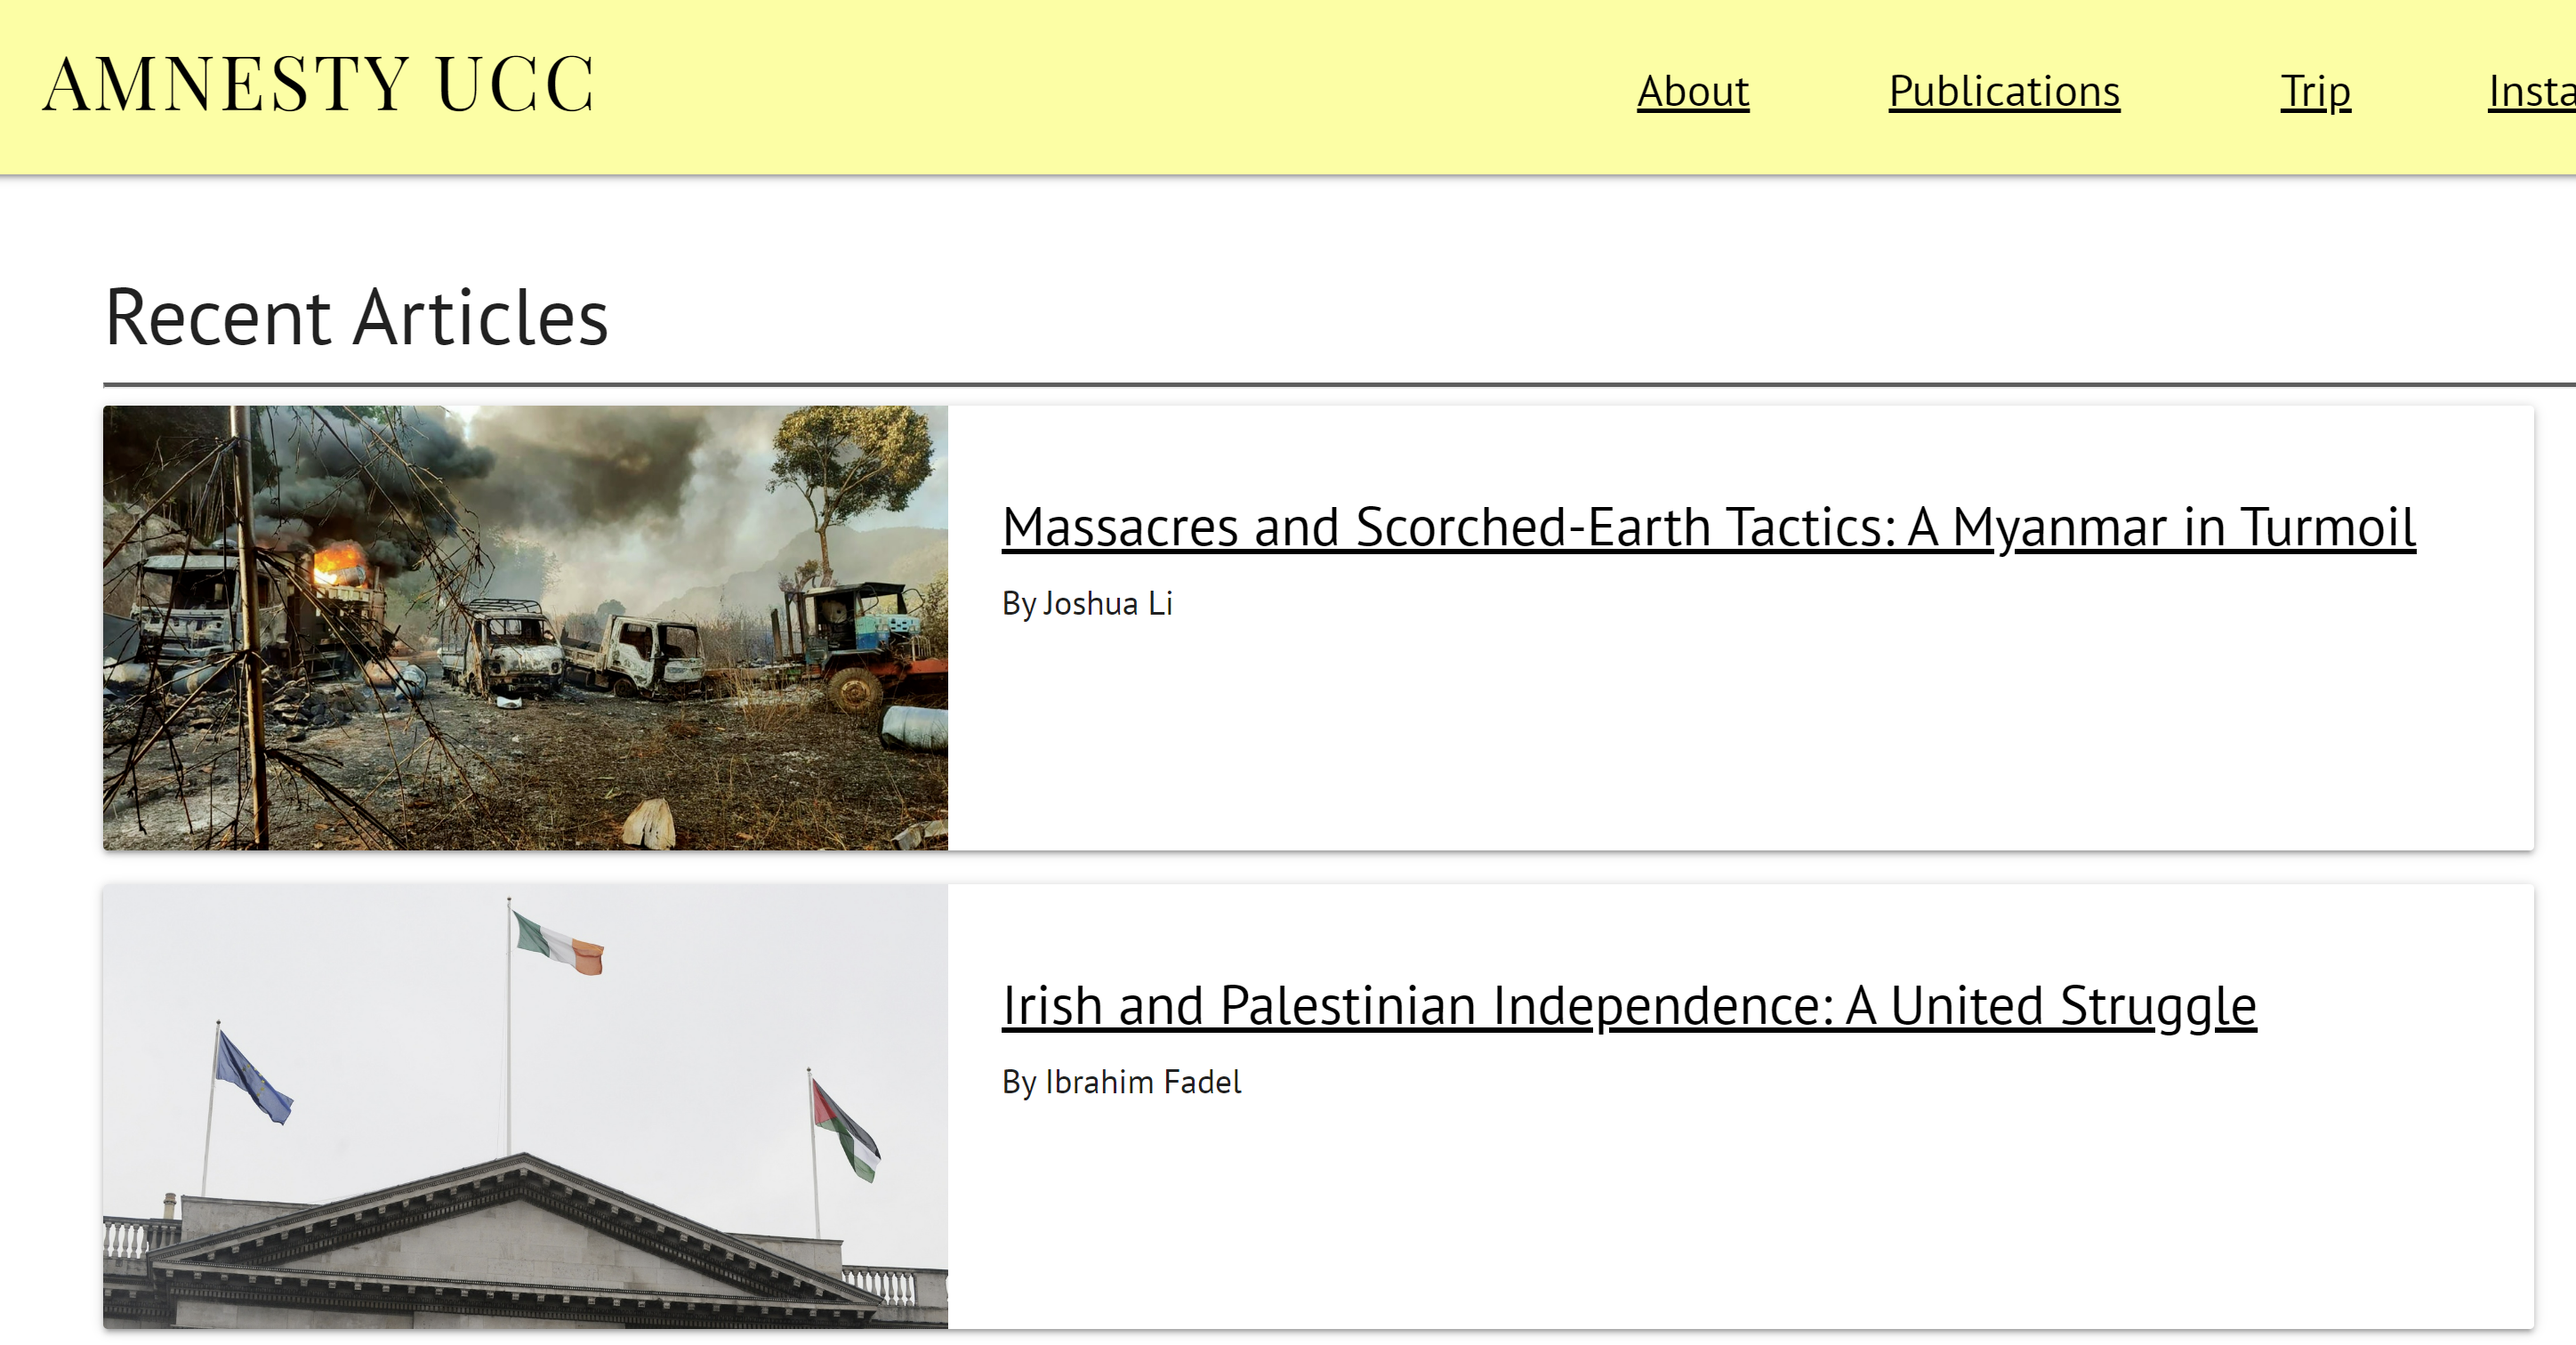 AMNESTY UCC
About Publications Trip Insta
Recent Articles
Massacres and Scorched-Earth Tactics: A Myanmar in Turmoil
By Joshua Li
Irish and Palestinian Independence: A United Struggle
By Ibrahim Fadel